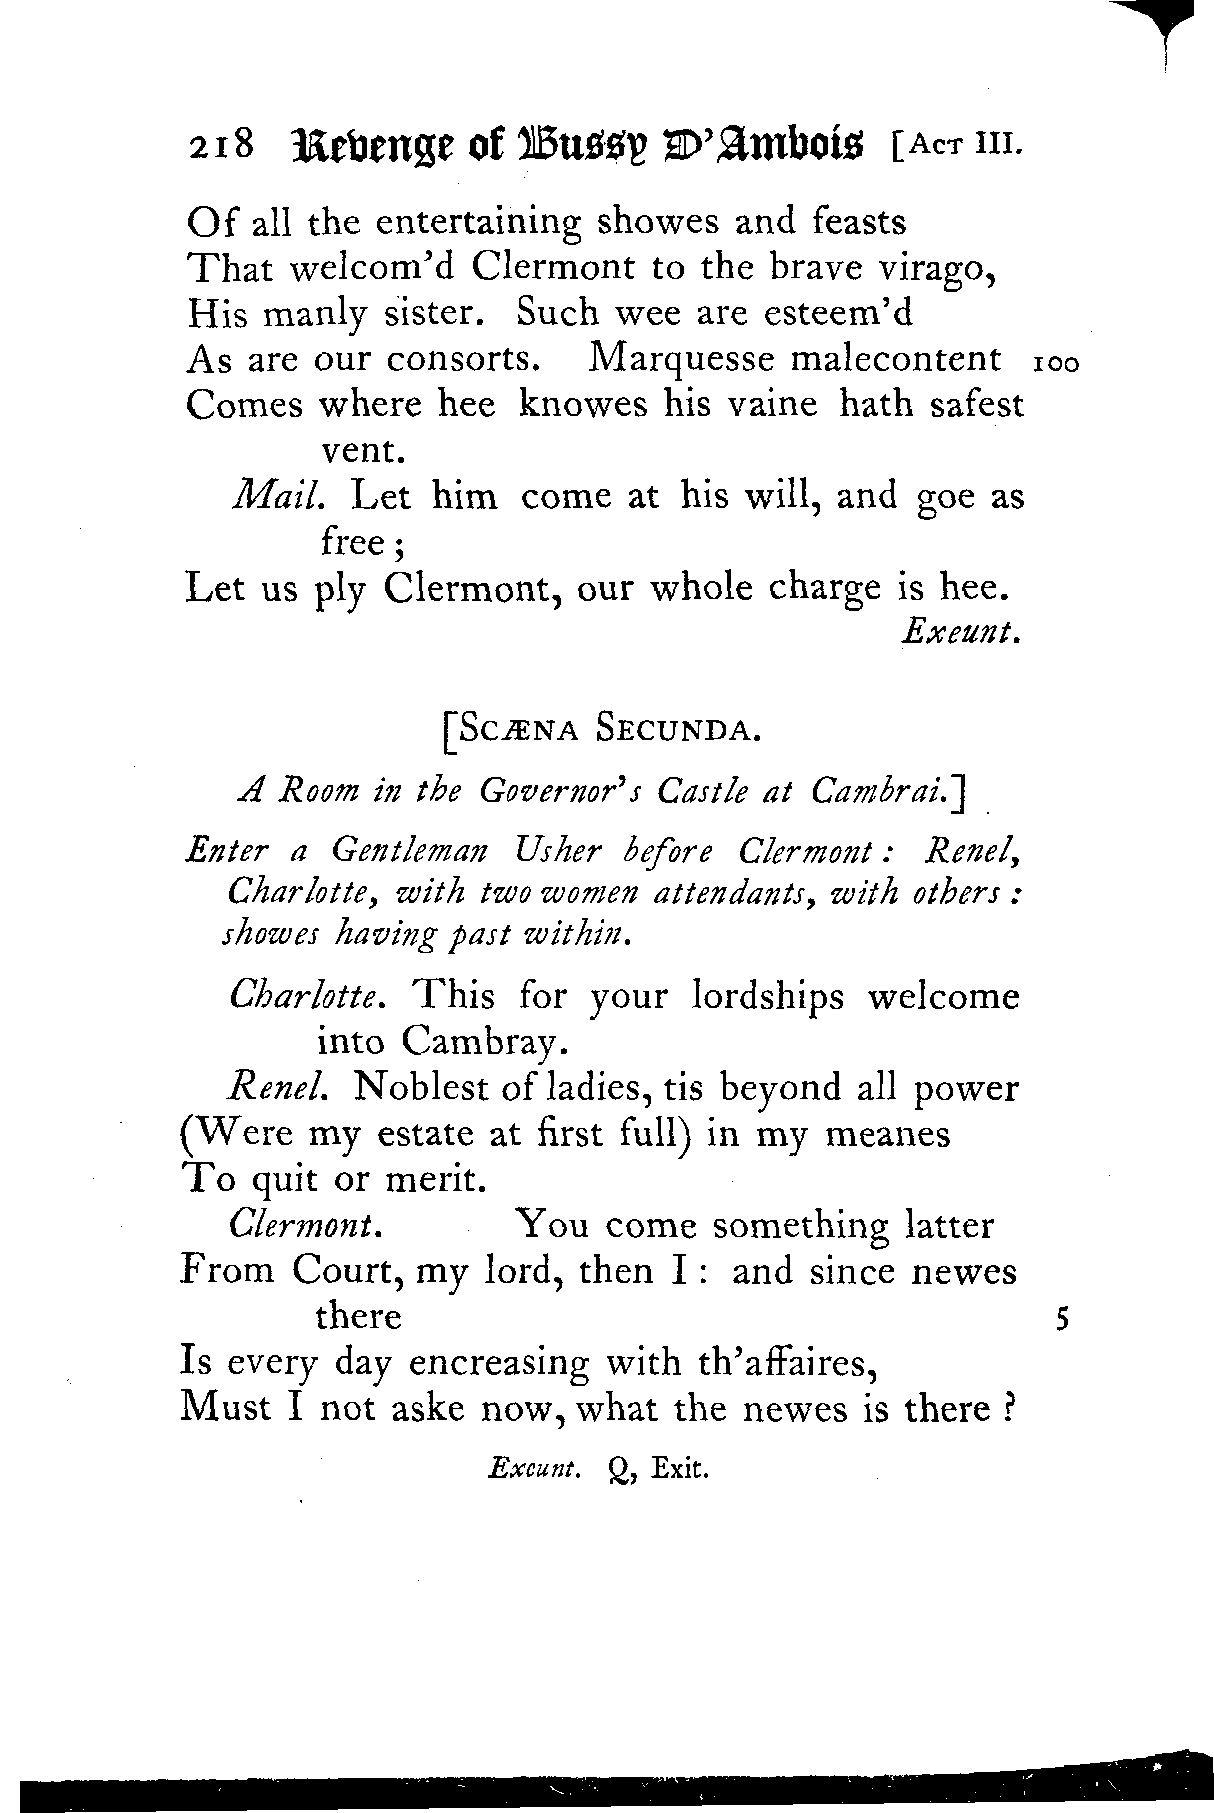 218 Revenge of Bussy D'Ambois [ACT III.
Of all the entertaining showes and feasts
That welcom'd Clermont to the brave virago,
His manly sister. Such wee are esteem'd
As are our consorts. Marquesse malecontent 100
Comes where hee knowes his vaine hath safest
vent.
Mail. Let him come at his will, and goe as
free ;
Let us ply Clermont, our whole charge is hee.
Exeunt.
[SCÆNA SECUNDA.
A Room in the Governor's Castle at Cambrai.]
Enter a Gentleman Usher before Clermont : Renel,
Charlotte, with two women attendants, with others :
showes having past within.
Charlotte. This for your lordships welcome
into Cambray.
Renel. Noblest of ladies, tis beyond all power
(Were my estate at first full) in my meanes
To quit or merit.
Clermont. You come something latter
From Court, my lord, then I : and since newes
there 5
Is every day encreasing with th'affaires,
Must I not aske now, what the newes is there ?
Exeunt. Q, Exit.